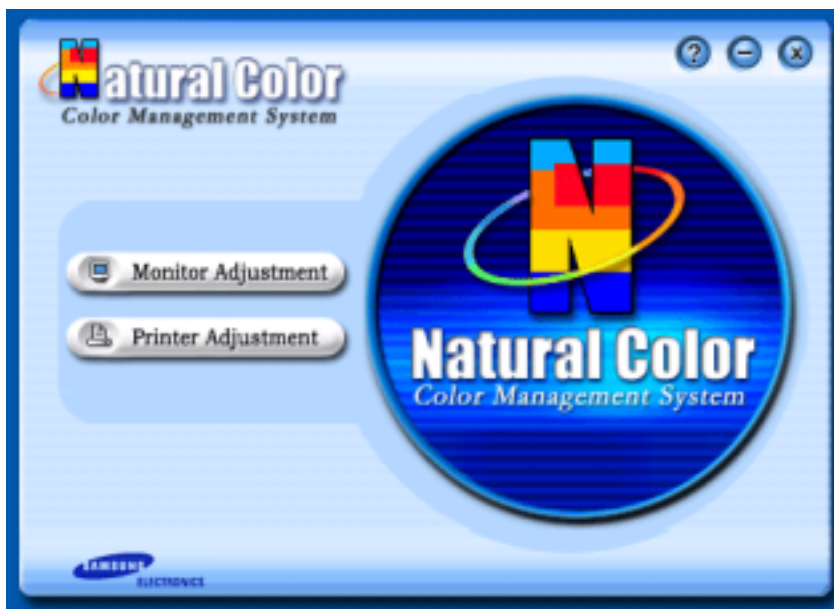 Natural Color
Color Management System
?
Monitor Adjustment
Printer Adjustment
N
Natural Color
Color Management System
SAMSUNG
ELECTRONICS